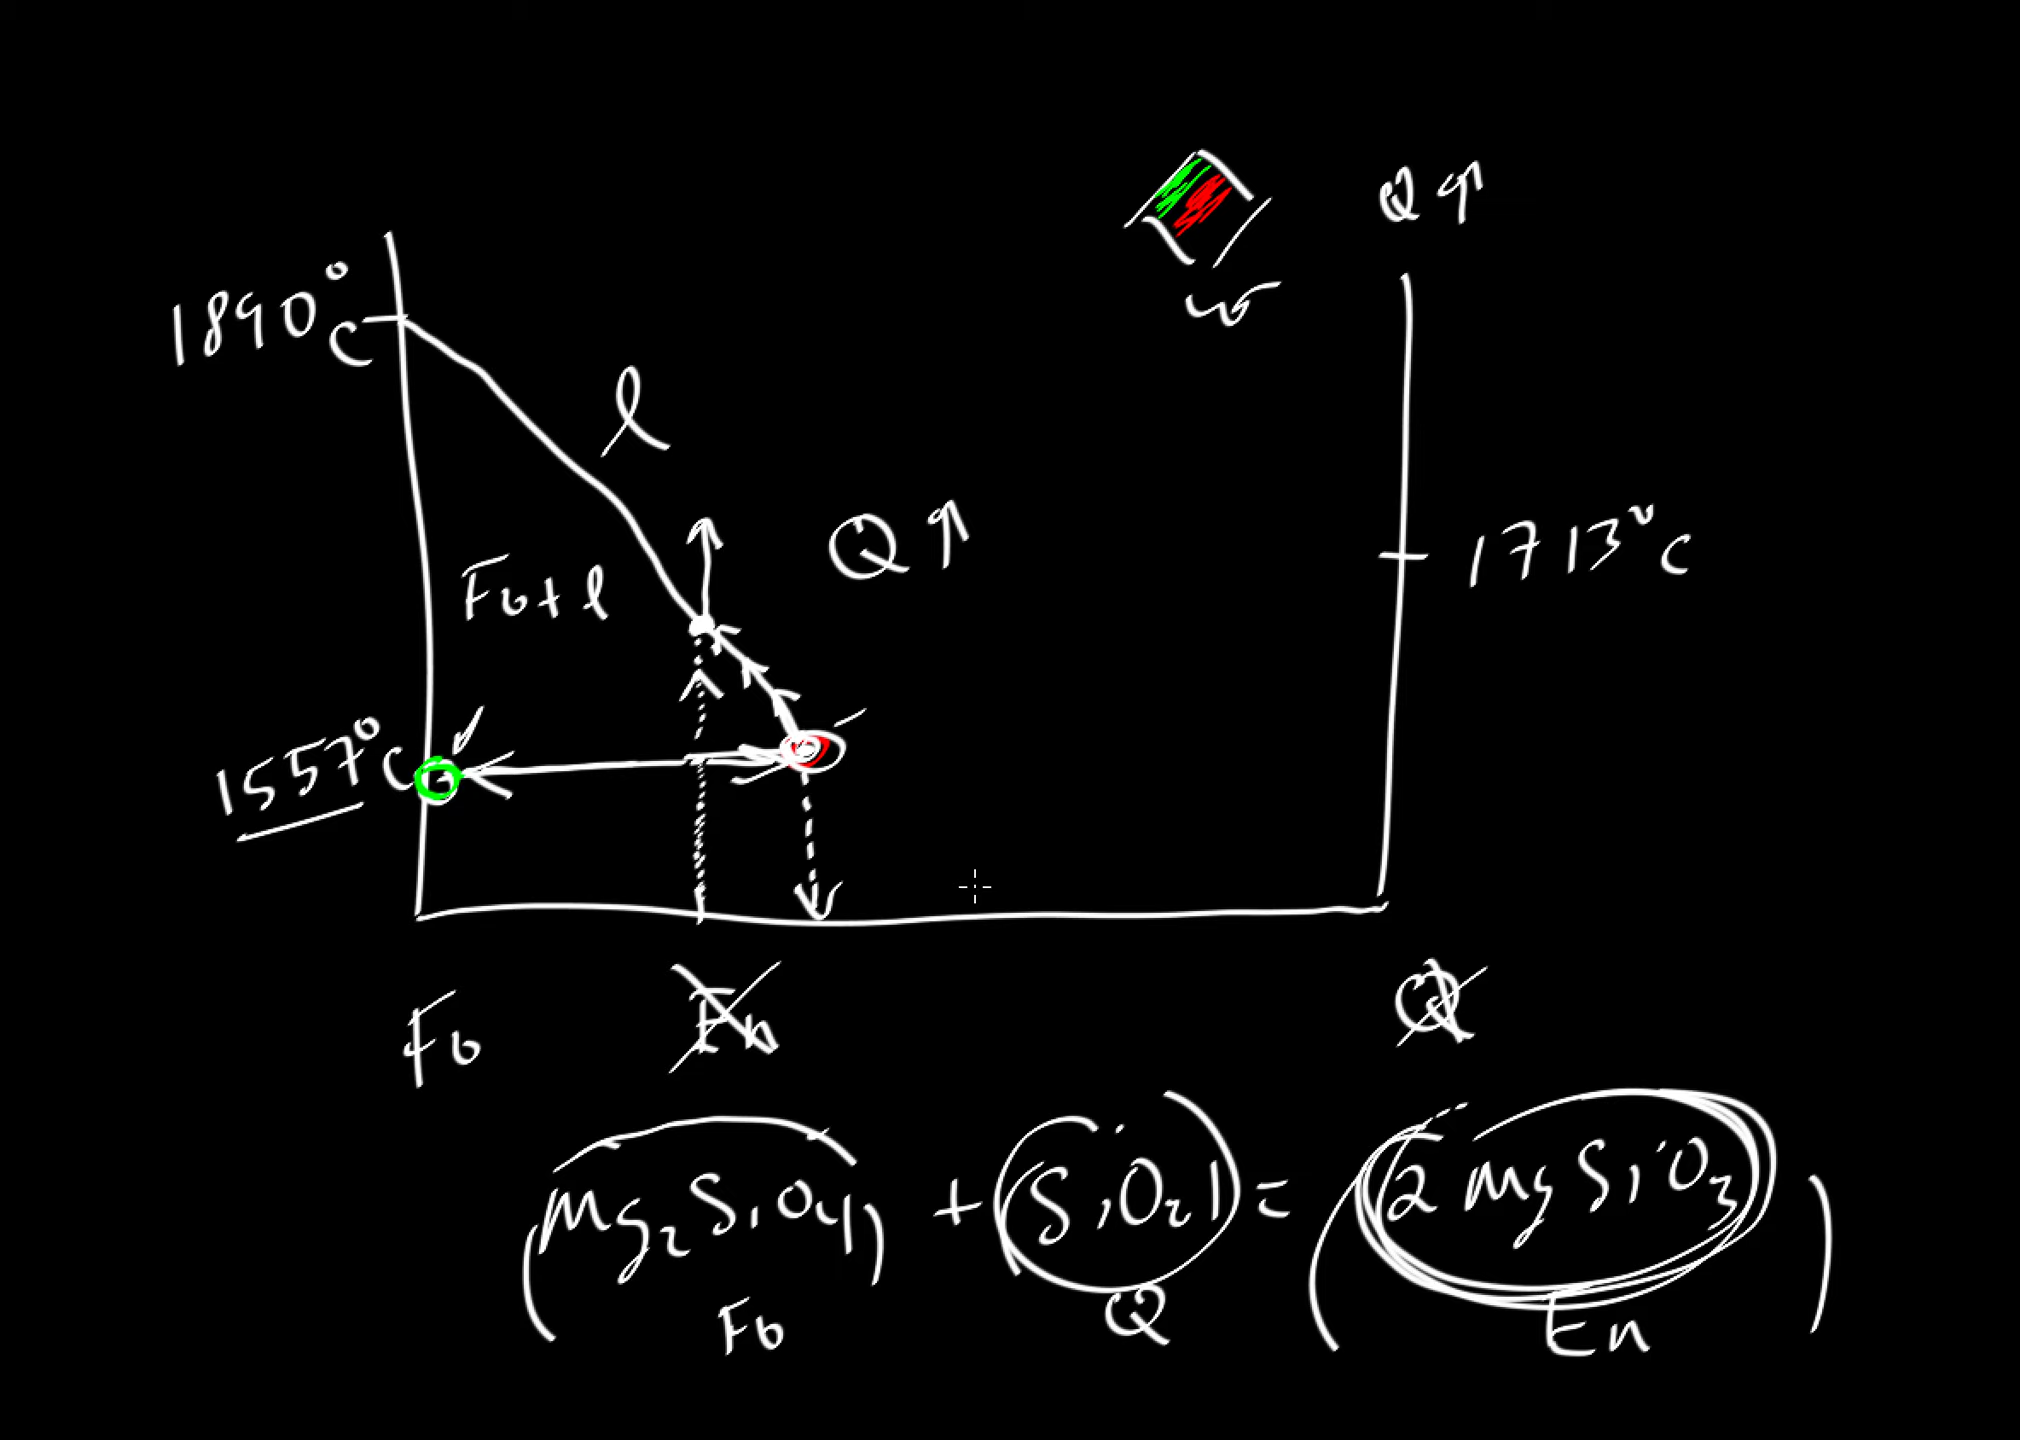 Q ↑
1890°C
l
Q ↑
1713°C
Fo + l
1557°C
Fo
En
Q
(Mg₂SiO₄) + (SiO₂) = (2MgSiO₃)
Fo
Q
En